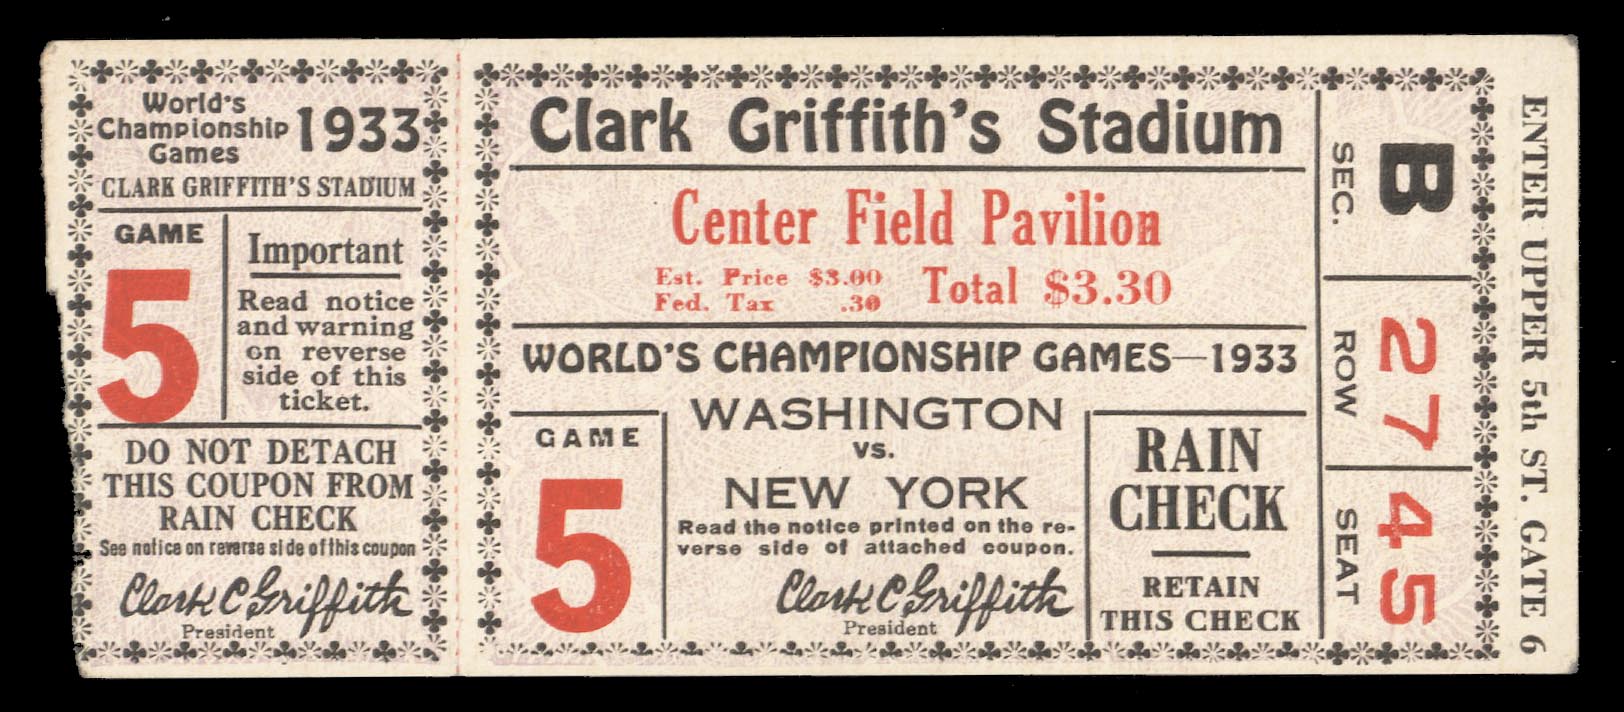 World's
Championship
Games
1933
CLARK GRIFFITH'S STADIUM
GAME
5
Important
Read notice
and warning
on reverse
side of this
ticket.
DO NOT DETACH
THIS COUPON FROM
RAIN CHECK
See notice on reverse side of this coupon
Clark C Griffith
President
Clark Griffith's Stadium
Center Field Pavilion
Est. Price $3.00
Fed. Tax .30
Total $3.30
WORLD'S CHAMPIONSHIP GAMES—1933
GAME
5
WASHINGTON
vs.
NEW YORK
Read the notice printed on the re-
verse side of attached coupon.
Clark C Griffith
President
RAIN
CHECK
RETAIN
THIS CHECK
SEC. B
ROW 27
SEAT 45
ENTER UPPER 5th ST. GATE 6